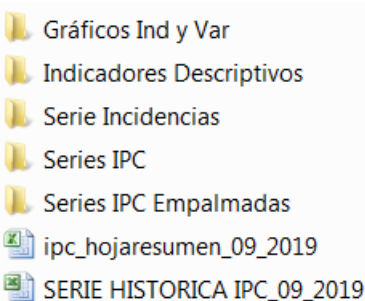 Gráficos Ind y Var
Indicadores Descriptivos
Serie Incidencias
Series IPC
Series IPC Empalmadas
ipc_hojaresumen_09_2019
SERIE HISTORICA IPC_09_2019